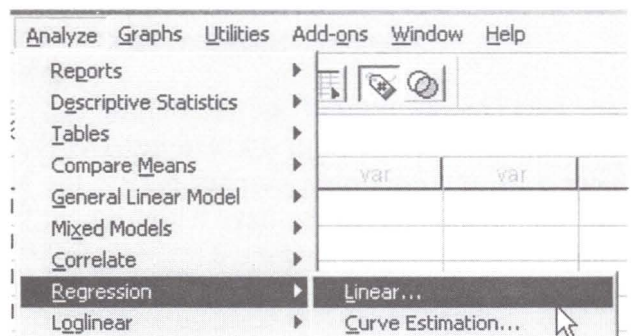 Analyze Graphs Utilities Add-ons Window Help
Reports
Descriptive Statistics
Tables
Compare Means
var var
General Linear Model
Mixed Models
Correlate
Regression Linear...
Loglinear Curve Estimation...